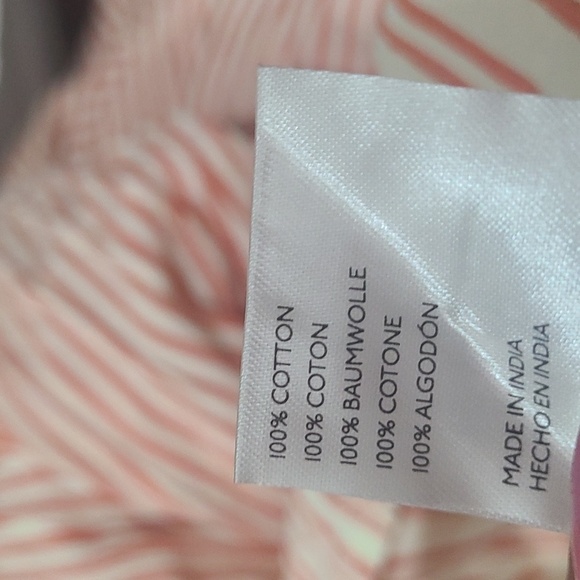 100% COTTON
100% COTON
100% BAUMWOLLE
100% COTONE
100% ALGODÓN
MADE IN INDIA
HECHO EN INDIA